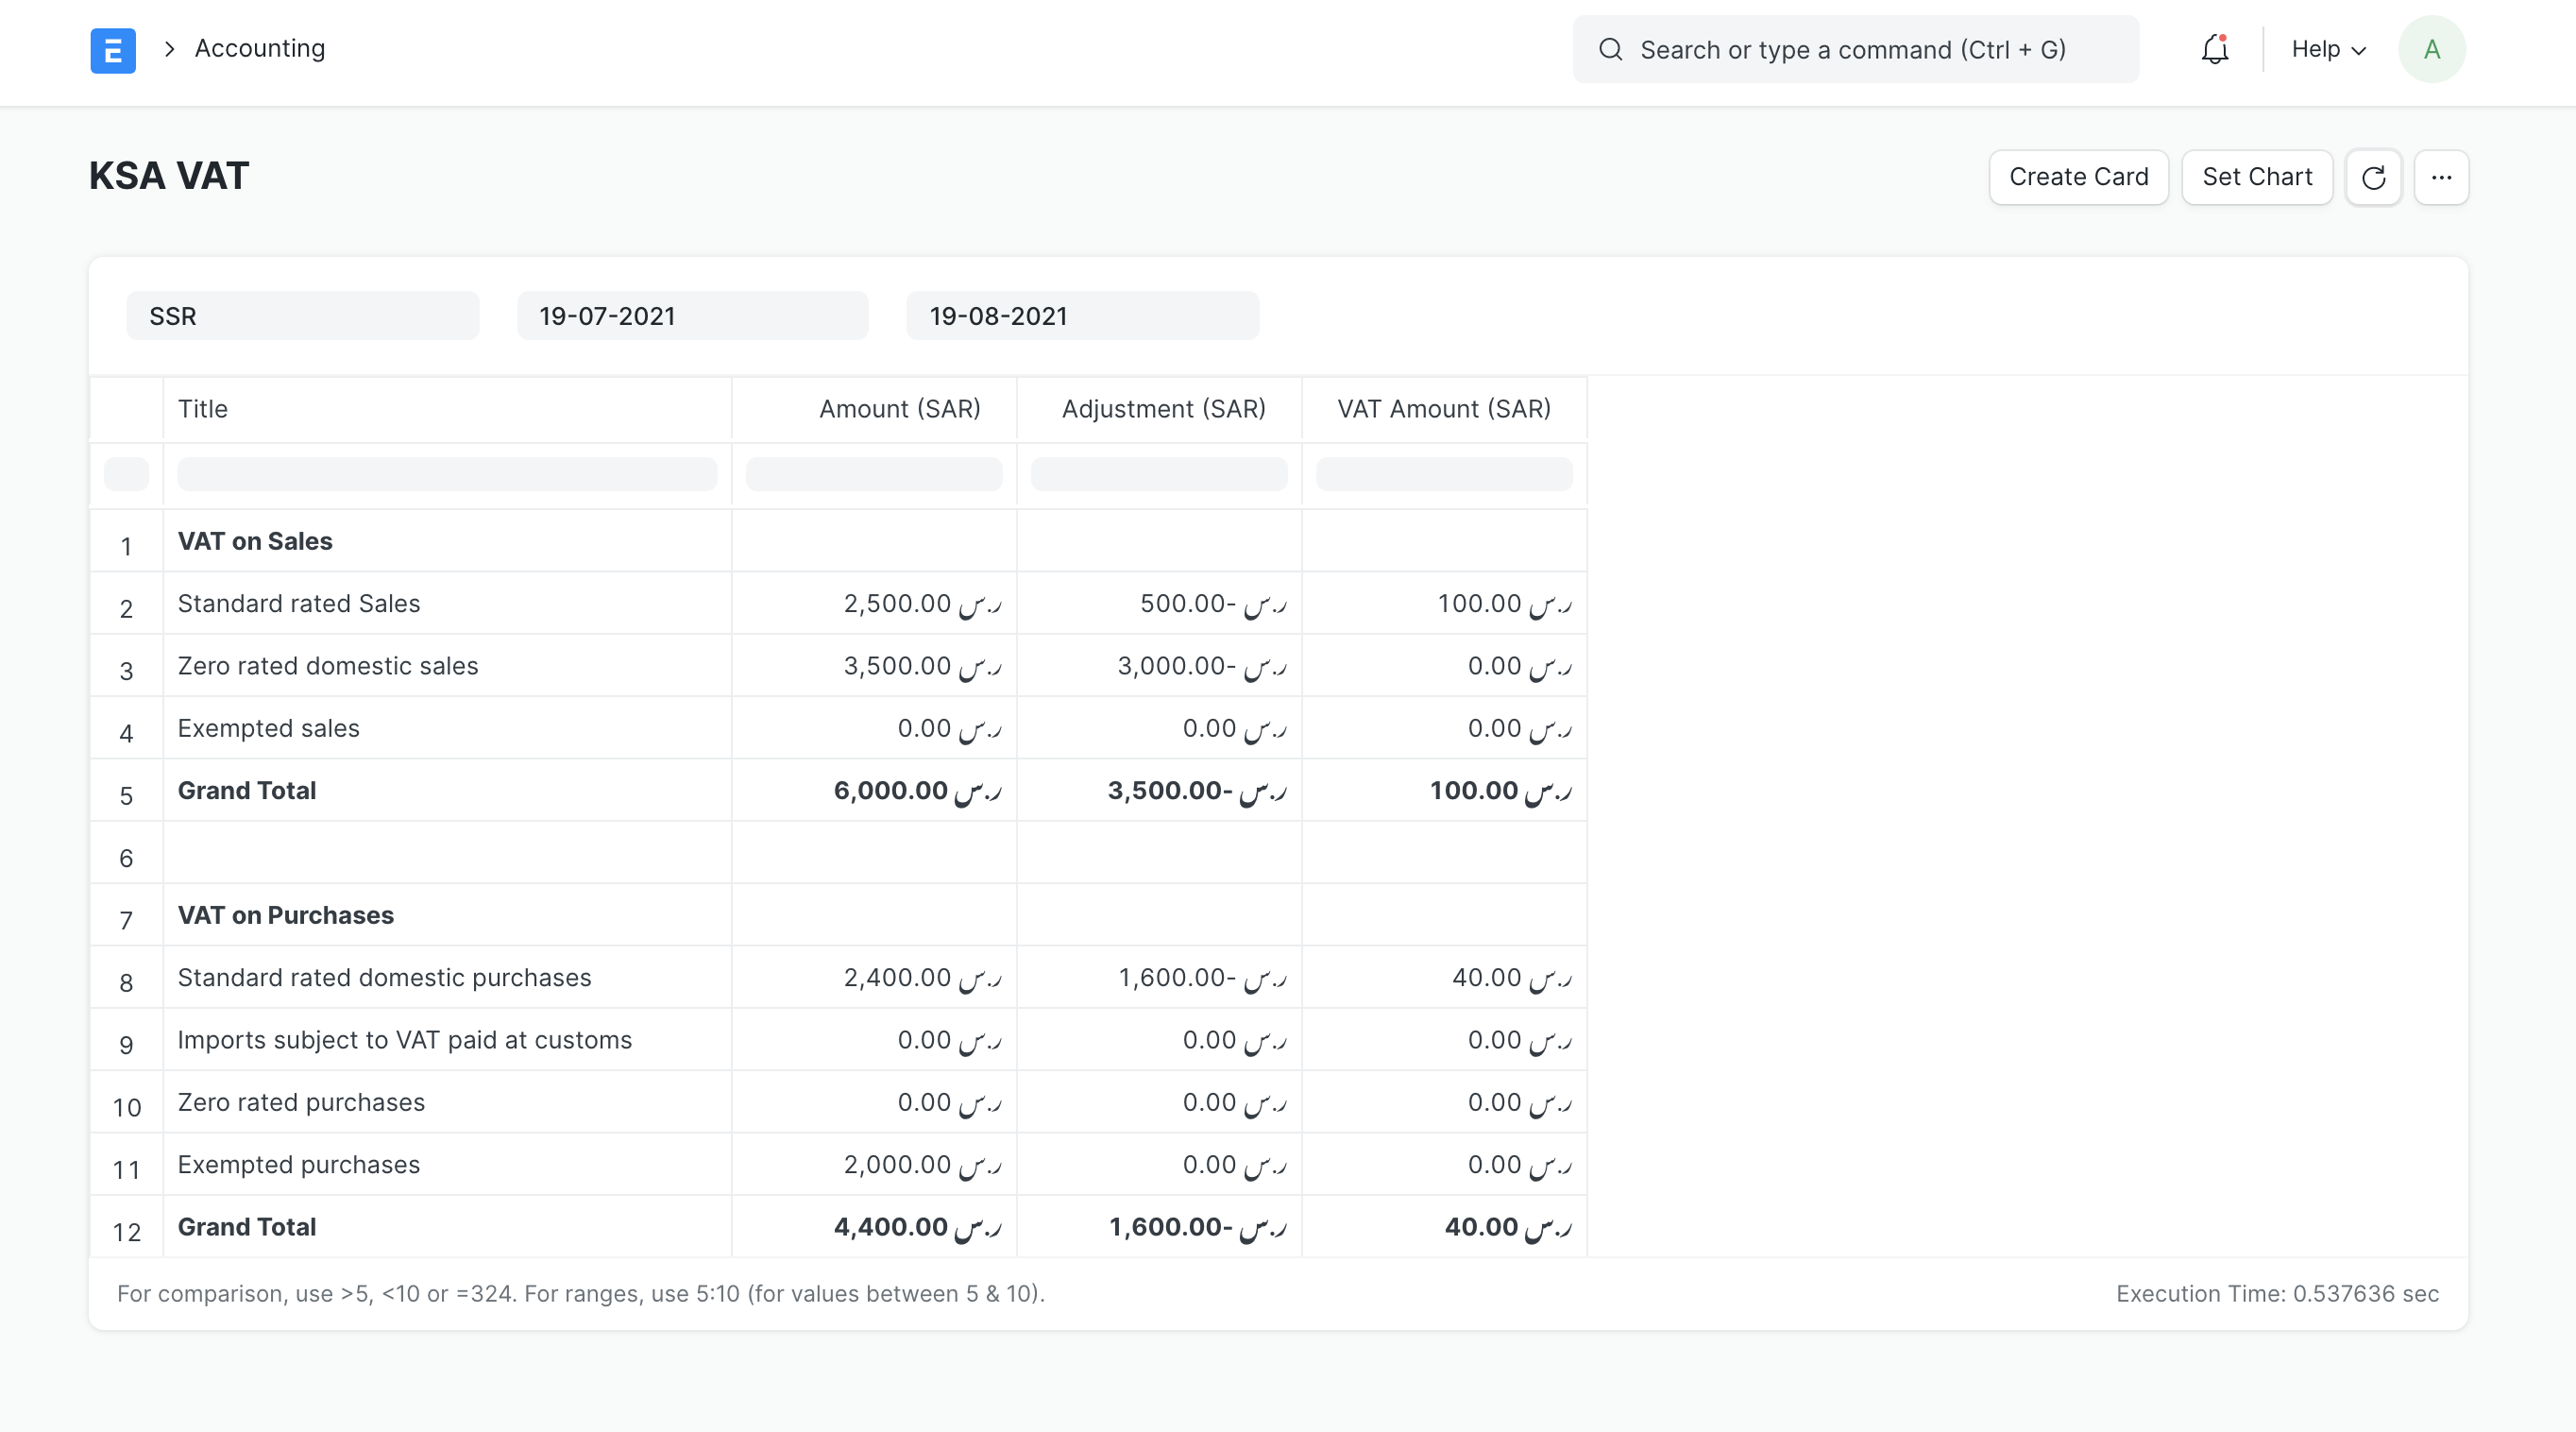 E > Accounting Search or type a command (Ctrl + G) Help A
KSA VAT Create Card Set Chart ...
SSR 19-07-2021 19-08-2021
Title Amount (SAR) Adjustment (SAR) VAT Amount (SAR)
1 VAT on Sales
2 Standard rated Sales 2,500.00 ر.س 500.00- ر.س 100.00 ر.س
3 Zero rated domestic sales 3,500.00 ر.س 3,000.00- ر.س 0.00 ر.س
4 Exempted sales 0.00 ر.س 0.00 ر.س 0.00 ر.س
5 Grand Total 6,000.00 ر.س 3,500.00- ر.س 100.00 ر.س
6
7 VAT on Purchases
8 Standard rated domestic purchases 2,400.00 ر.س 1,600.00- ر.س 40.00 ر.س
9 Imports subject to VAT paid at customs 0.00 ر.س 0.00 ر.س 0.00 ر.س
10 Zero rated purchases 0.00 ر.س 0.00 ر.س 0.00 ر.س
11 Exempted purchases 2,000.00 ر.س 0.00 ر.س 0.00 ر.س
12 Grand Total 4,400.00 ر.س 1,600.00- ر.س 40.00 ر.س
For comparison, use >5, <10 or =324. For ranges, use 5:10 (for values between 5 & 10). Execution Time: 0.537636 sec